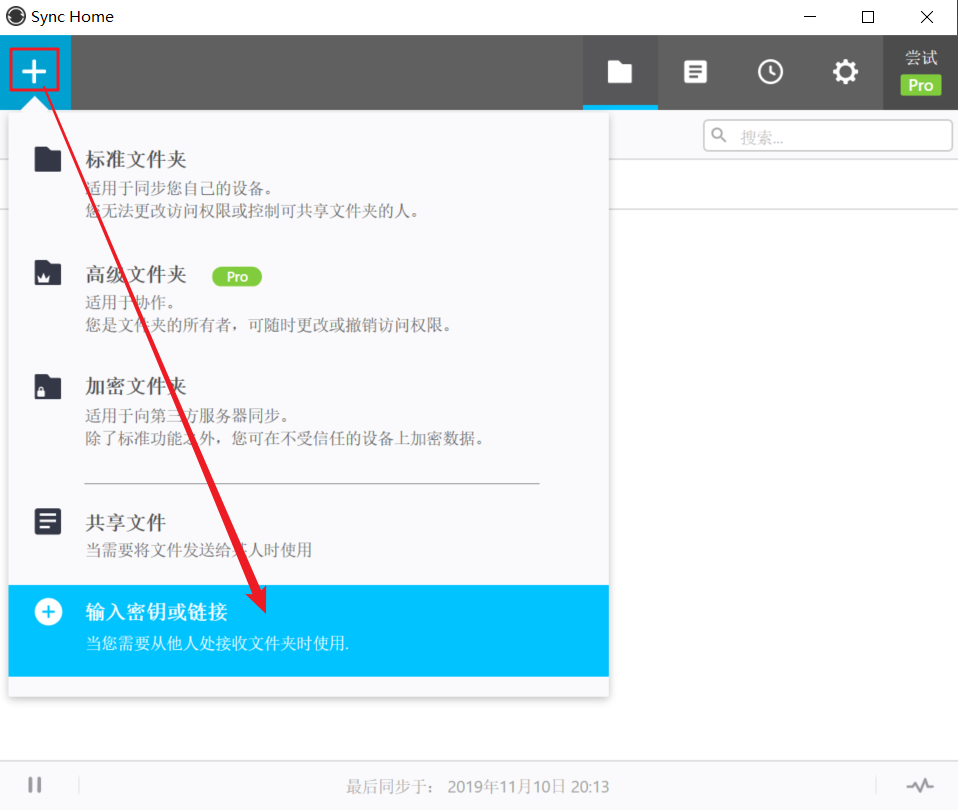 Sync Home
尝试
Pro
搜索...
标准文件夹
适用于同步您自己的设备。
您无法更改访问权限或控制可共享文件夹的人。
高级文件夹 Pro
适用于协作。
您是文件夹的所有者，可随时更改或撤销访问权限。
加密文件夹
适用于向第三方服务器同步。
除了标准功能之外，您可在不受信任的设备上加密数据。
共享文件
当需要将文件发送给某人时使用
输入密钥或链接
当您需要从他人处接收文件夹时使用.
最后同步于： 2019年11月10日 20:13